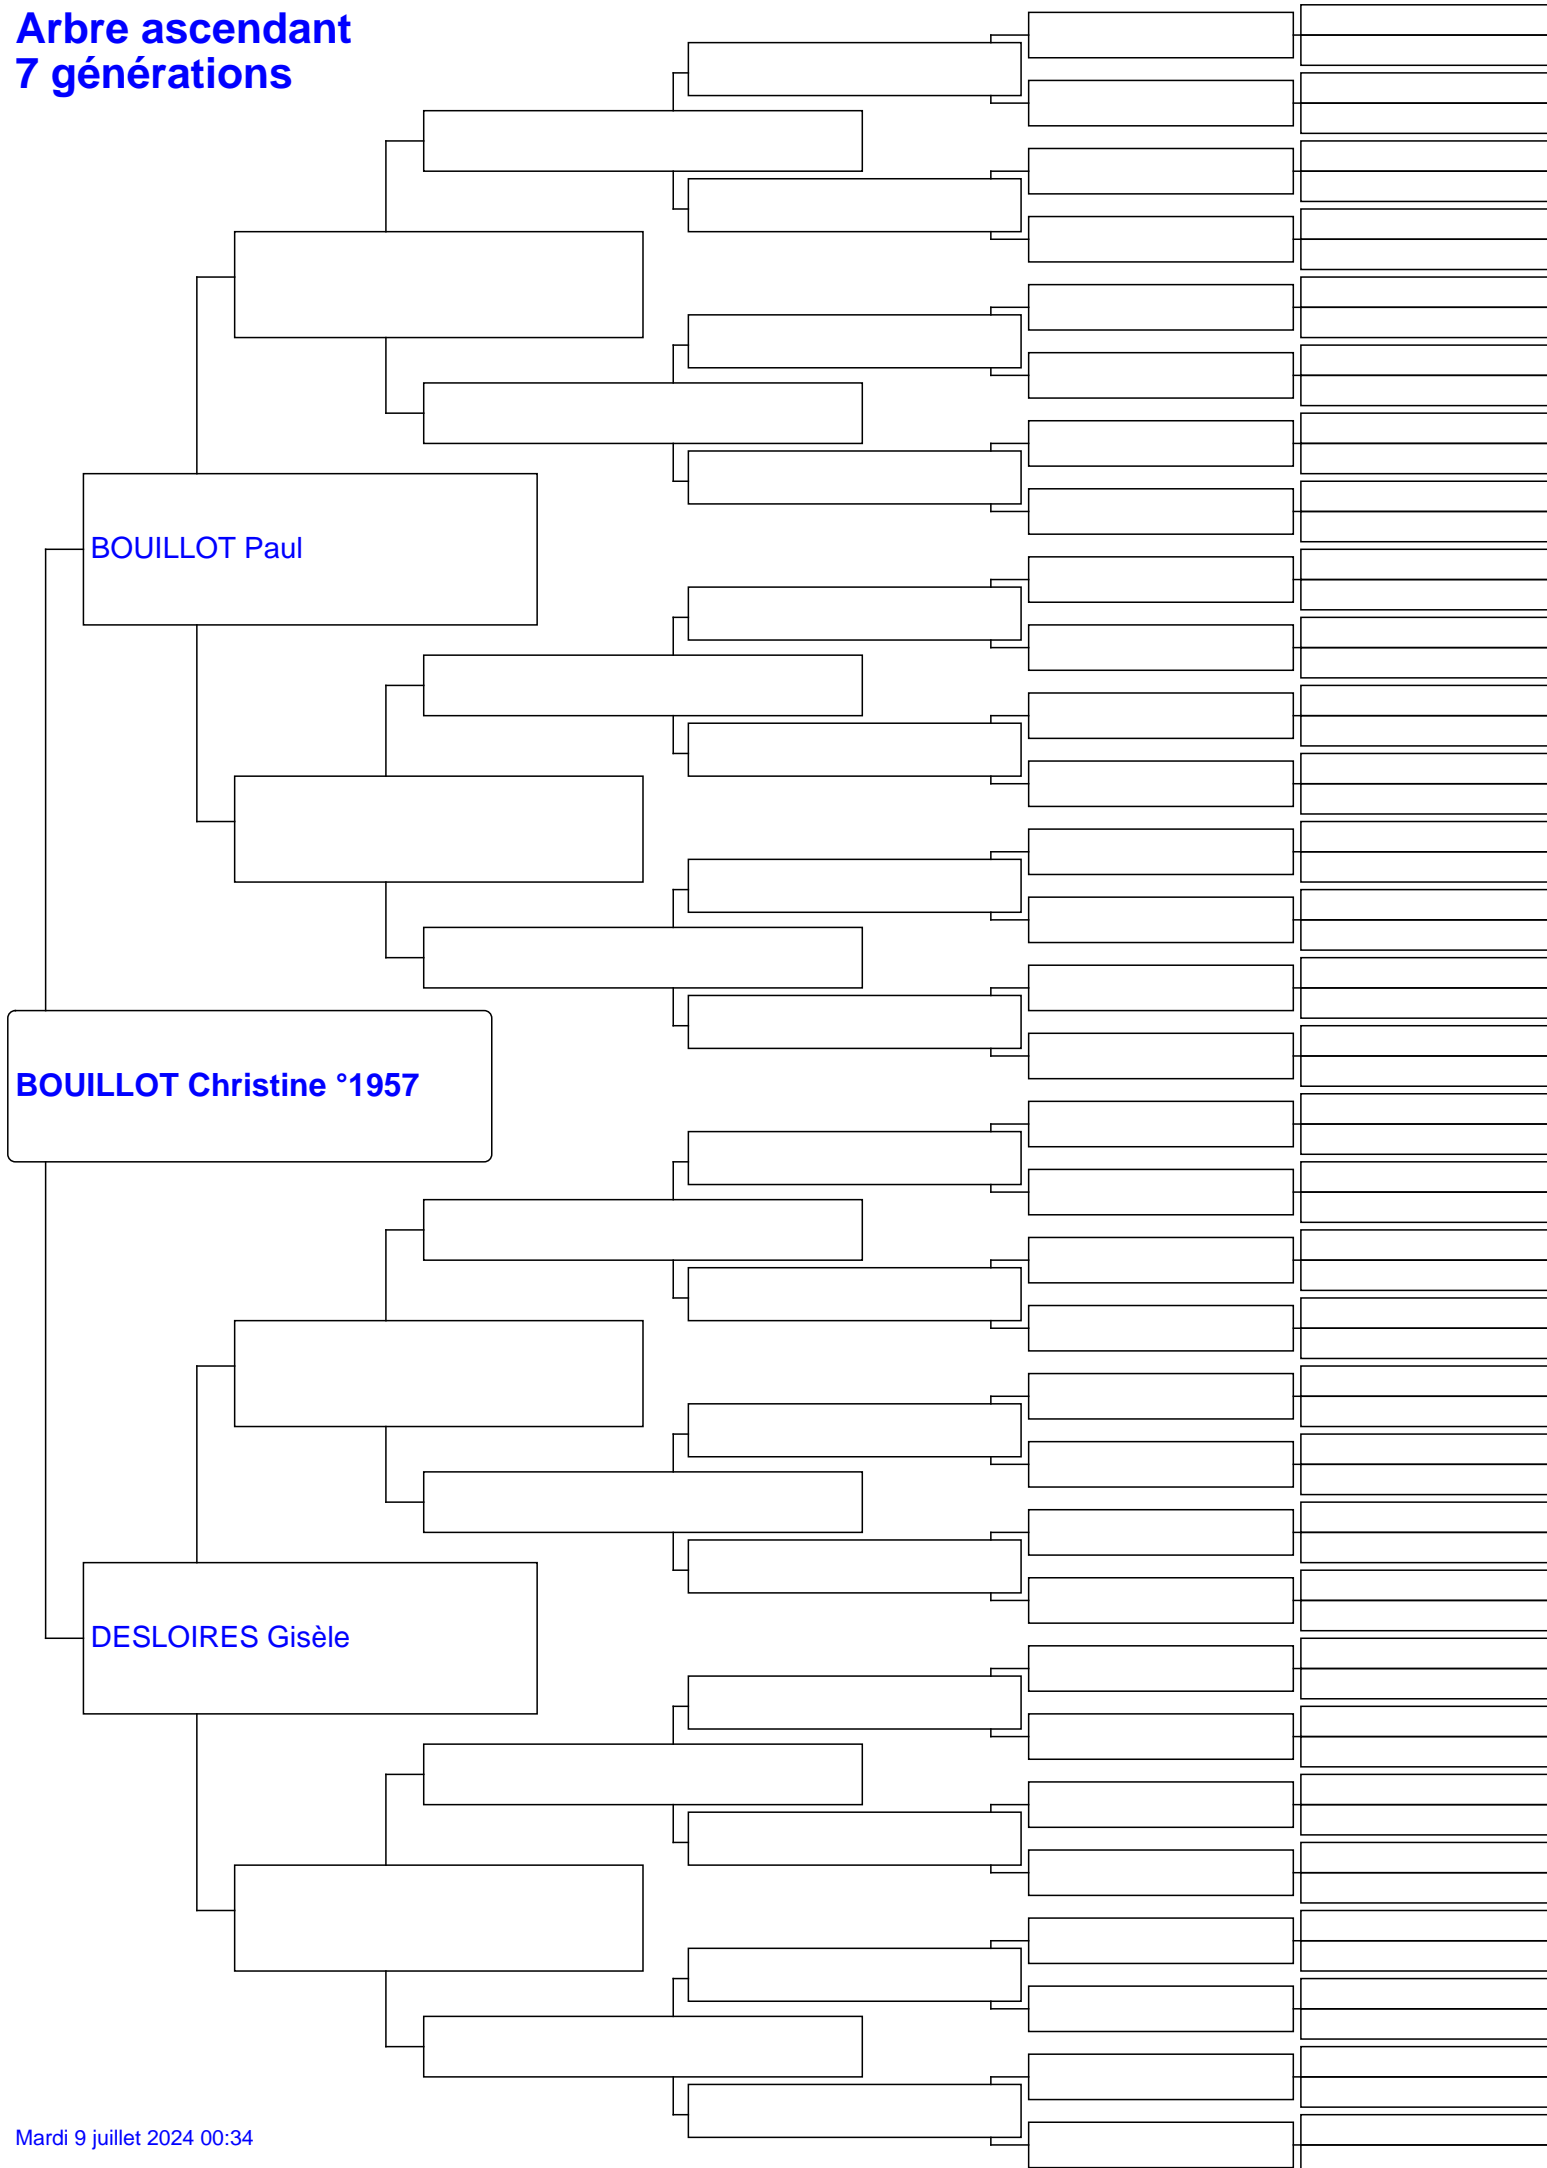 Arbre ascendant
7 générations
BOUILLOT Paul
BOUILLOT Christine °1957
DESLOIRES Gisèle
Mardi 9 juillet 2024 00:34